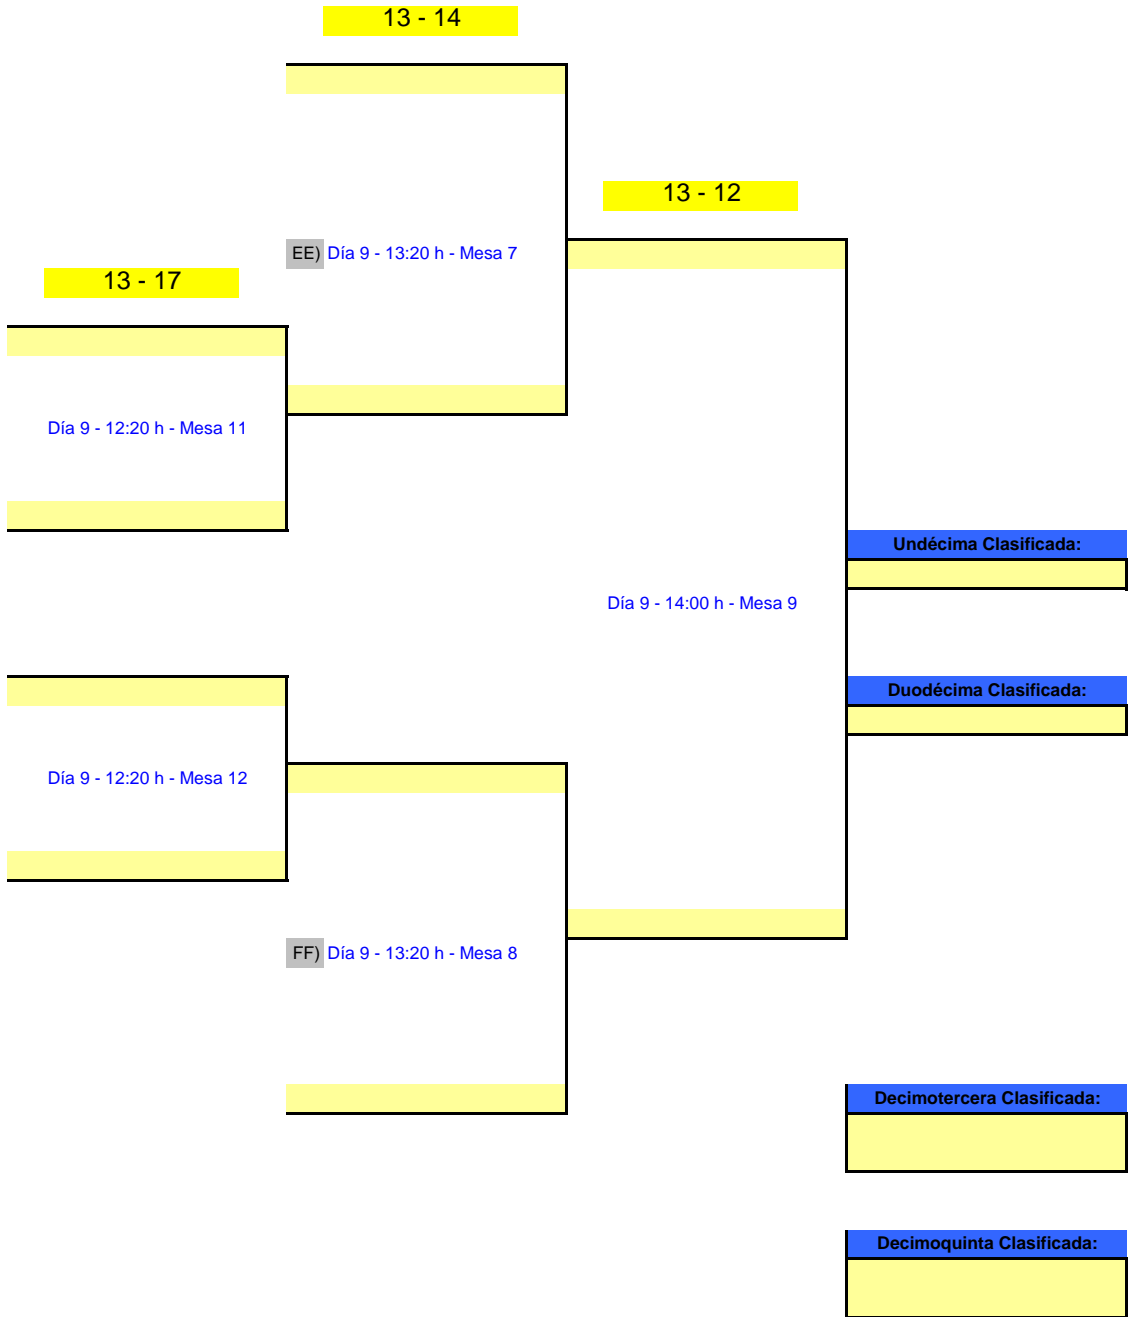 13 - 14
13 - 12
EE) Día 9 - 13:20 h - Mesa 7
13 - 17
Día 9 - 12:20 h - Mesa 11
Undécima Clasificada:
Día 9 - 14:00 h - Mesa 9
Duodécima Clasificada:
Día 9 - 12:20 h - Mesa 12
FF) Día 9 - 13:20 h - Mesa 8
Decimotercera Clasificada:
Decimoquinta Clasificada: